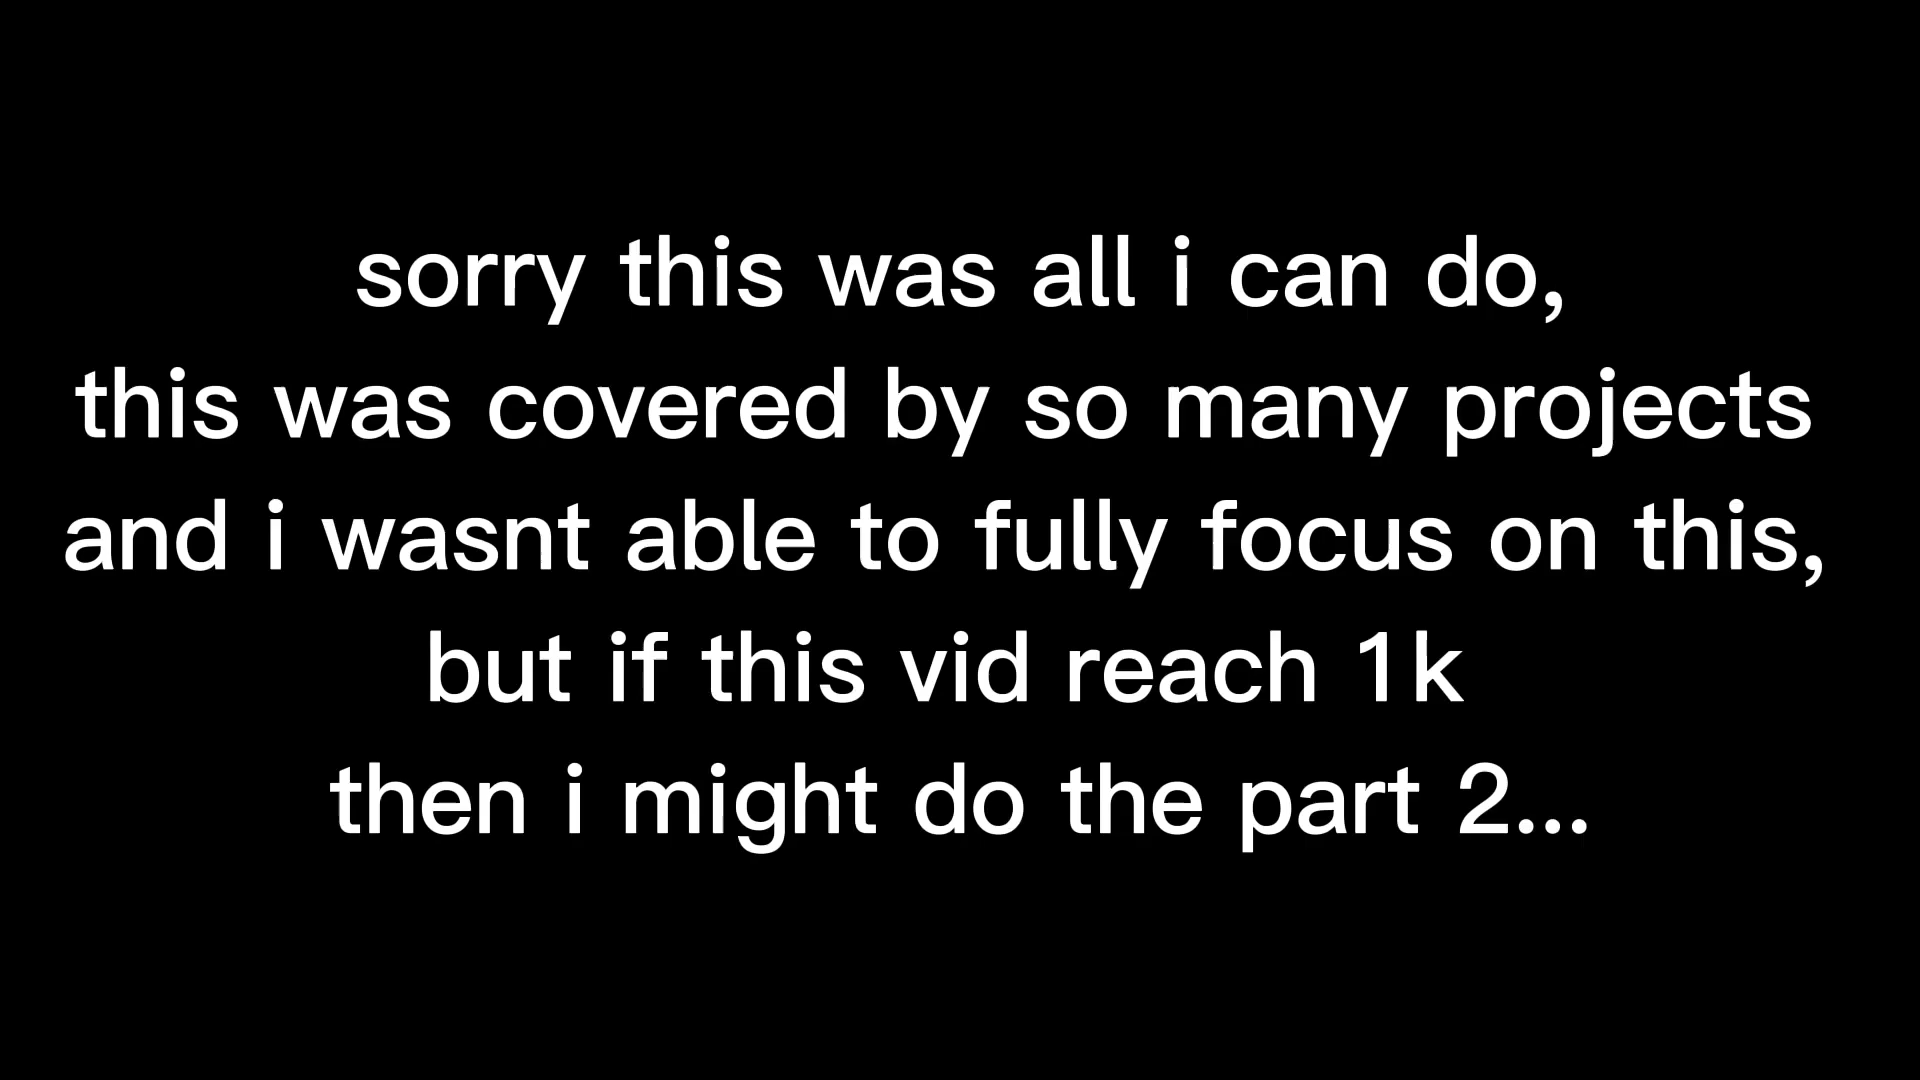 sorry this was all i can do,
this was covered by so many projects
and i wasnt able to fully focus on this,
but if this vid reach 1k
then i might do the part 2...